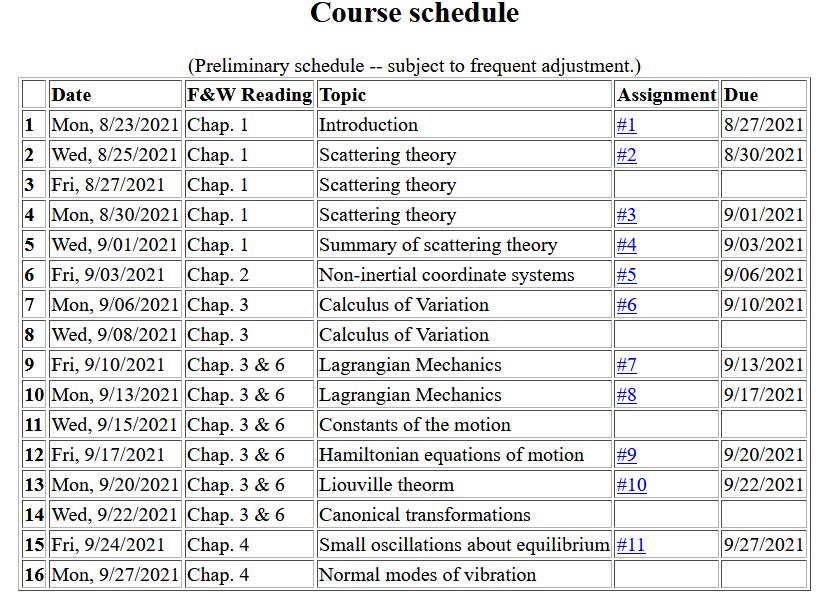 Course schedule
(Preliminary schedule -- subject to frequent adjustment.)
Date F&W Reading Topic Assignment Due
1 Mon, 8/23/2021 Chap. 1 Introduction #1 8/27/2021
2 Wed, 8/25/2021 Chap. 1 Scattering theory #2 8/30/2021
3 Fri, 8/27/2021 Chap. 1 Scattering theory
4 Mon, 8/30/2021 Chap. 1 Scattering theory #3 9/01/2021
5 Wed, 9/01/2021 Chap. 1 Summary of scattering theory #4 9/03/2021
6 Fri, 9/03/2021 Chap. 2 Non-inertial coordinate systems #5 9/06/2021
7 Mon, 9/06/2021 Chap. 3 Calculus of Variation #6 9/10/2021
8 Wed, 9/08/2021 Chap. 3 Calculus of Variation
9 Fri, 9/10/2021 Chap. 3 & 6 Lagrangian Mechanics #7 9/13/2021
10 Mon, 9/13/2021 Chap. 3 & 6 Lagrangian Mechanics #8 9/17/2021
11 Wed, 9/15/2021 Chap. 3 & 6 Constants of the motion
12 Fri, 9/17/2021 Chap. 3 & 6 Hamiltonian equations of motion #9 9/20/2021
13 Mon, 9/20/2021 Chap. 3 & 6 Liouville theorm #10 9/22/2021
14 Wed, 9/22/2021 Chap. 3 & 6 Canonical transformations
15 Fri, 9/24/2021 Chap. 4 Small oscillations about equilibrium #11 9/27/2021
16 Mon, 9/27/2021 Chap. 4 Normal modes of vibration